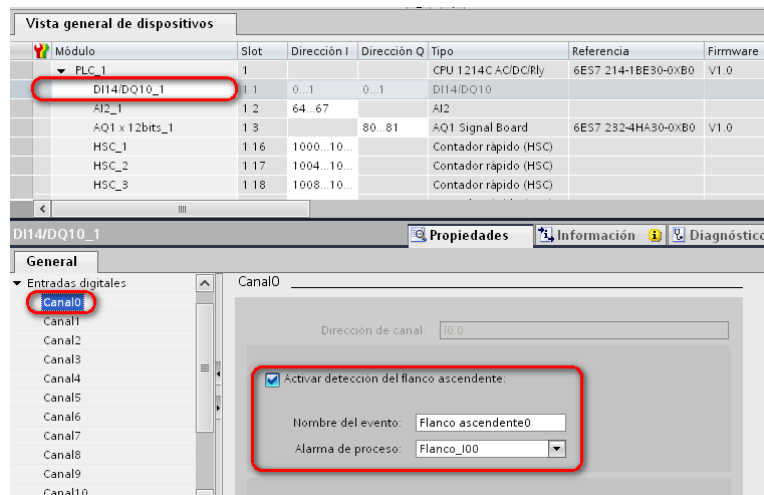 Vista general de dispositivos
Módulo Slot Dirección I Dirección Q Tipo Referencia Firmware
PLC_1 1 CPU 1214C AC/DC/Rly 6ES7 214-1BE30-0XB0 V1.0
DI14/DQ10_1 1 1 0...1 0...1 DI14/DQ10
AI2_1 1 2 64...67 AI2
AQ1 x 12bits_1 1 3 80...81 AQ1 Signal Board 6ES7 232-4HA30-0XB0 V1.0
HSC_1 1 16 1000...10... Contador rápido (HSC)
HSC_2 1 17 1004...10... Contador rápido (HSC)
HSC_3 1 18 1008...10... Contador rápido (HSC)
DI14/DQ10_1 Propiedades Información Diagnóstico
General
Entradas digitales Canal0
Canal0
Canal1 Dirección de canal: I0.0
Canal2
Canal3
Canal4 Activar detección del flanco ascendente:
Canal5
Canal6 Nombre del evento: Flanco ascendente0
Canal7
Canal8 Alarma de proceso: Flanco_I00
Canal9
Canal10